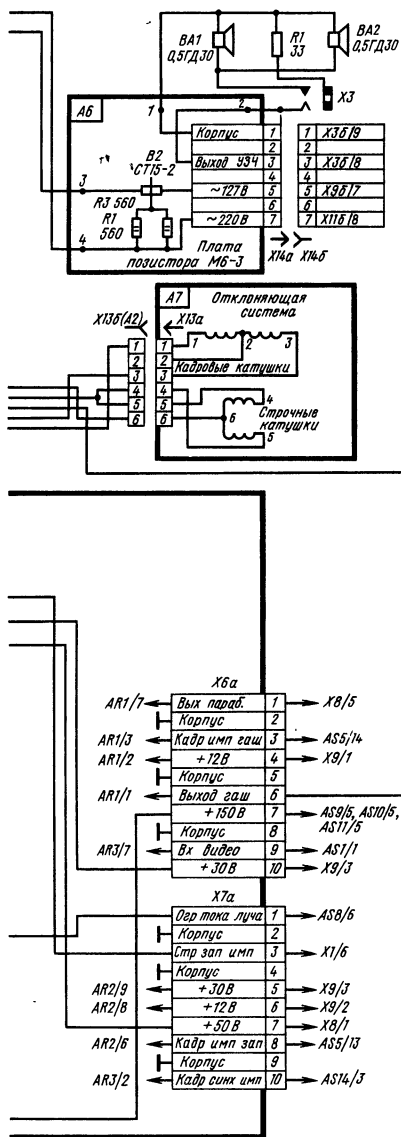 ВА1
0,5ГД30
R1
33
ВА2
0,5ГД30
X3
А6
1
2
Корпус 1
2
Выход УЗЧ 3
4
~127В 5
6
~220В 7
1 X3б/9
2
3 X3б/8
4
5 X9б/7
6
7 X11б/8
В2
СТ15-2
3
R3 560
R1
560
4
Плата
позистора М6-3
X14а X14б
А7
Отклоняющая
система
X13б(А2) X13а
1 1
2 2
3 3
4 4
5 5
6 6
1 2 3
Кадровые катушки
4
6
5
Строчные
катушки
X6а
AR1/7 Вых параб. 1 X8/5
Корпус 2
AR1/3 Кадр имп гаш 3 AS5/14
AR1/2 +12В 4 X9/1
Корпус 5
AR1/1 Выход гаш 6
+150В 7 AS9/5, AS10/5,
AS11/5
Корпус 8
AR3/7 Вх видео 9 AS1/1
+30В 10 X9/3
X7а
Огр тока луча 1 AS8/6
Корпус 2
Стр зап имп 3 X1/6
Корпус 4
AR2/9 +30В 5 X9/3
AR2/8 +12В 6 X9/2
+50В 7 X8/1
AR2/6 Кадр имп зап 8 AS5/13
Корпус 9
AR3/2 Кадр синх имп 10 AS14/3